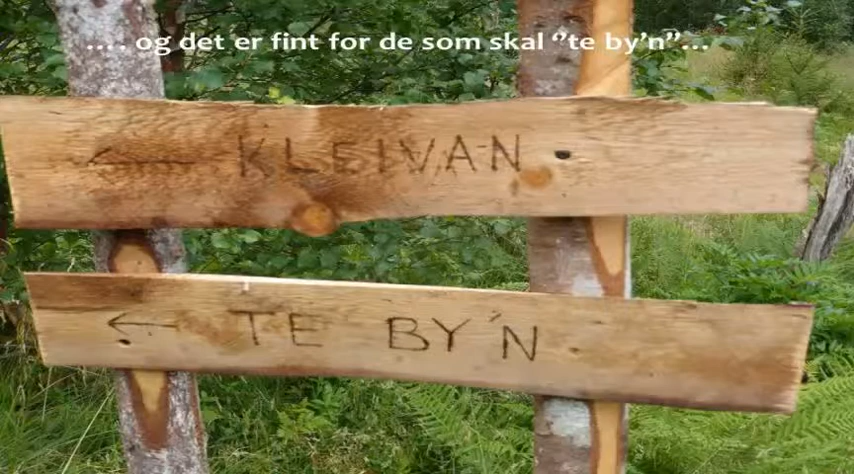 .... og det er fint for de som skal “te by’n”...
← KLEIVAN
← TE BY'N